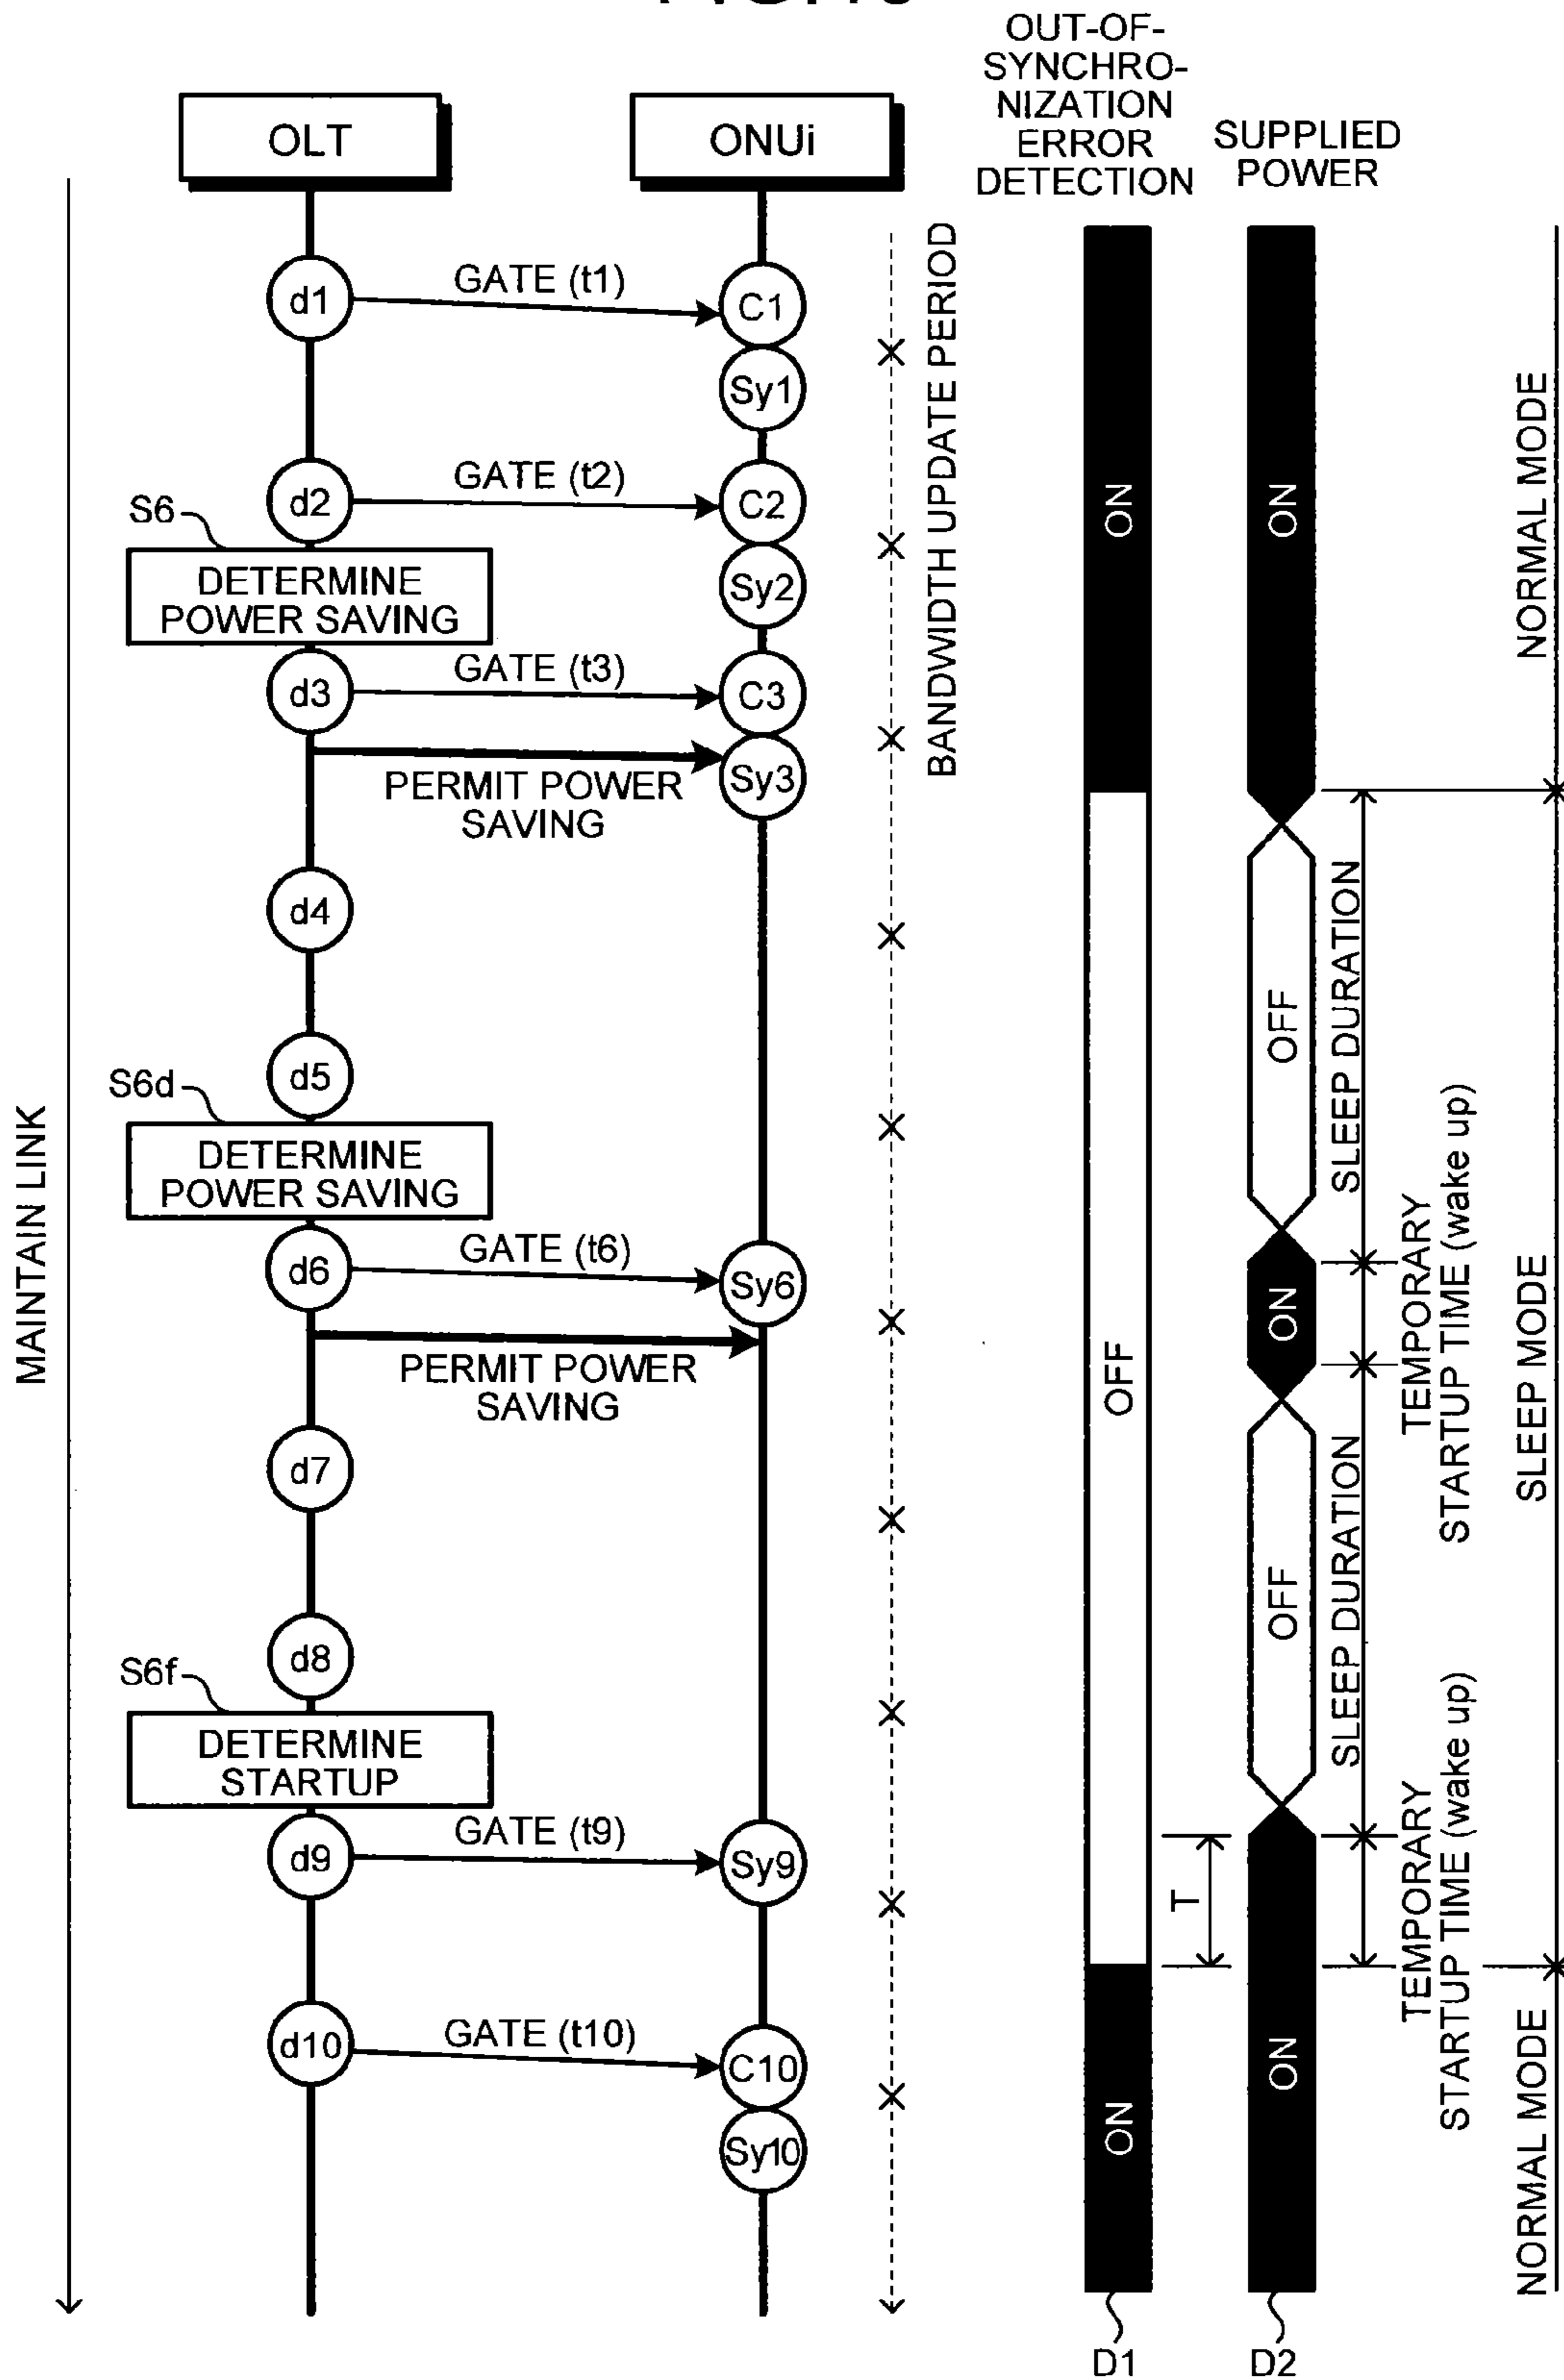 OUT-OF-
SYNCHRO-
NIZATION
ERROR
DETECTION
SUPPLIED
POWER
OLT
ONUi
MAINTAIN LINK
BANDWIDTH UPDATE PERIOD
d1
GATE (t1)
C1
Sy1
d2
GATE (t2)
C2
S6
DETERMINE
POWER SAVING
Sy2
d3
GATE (t3)
C3
PERMIT POWER
SAVING
Sy3
d4
d5
S6d
DETERMINE
POWER SAVING
d6
GATE (t6)
Sy6
PERMIT POWER
SAVING
d7
d8
S6f
DETERMINE
STARTUP
d9
GATE (t9)
Sy9
d10
GATE (t10)
C10
Sy10
ON
OFF
ON
D1
T
ON
OFF
ON
OFF
ON
D2
SLEEP DURATION
SLEEP DURATION
TEMPORARY
STARTUP TIME (wake up)
TEMPORARY
STARTUP TIME (wake up)
NORMAL MODE
SLEEP MODE
NORMAL MODE